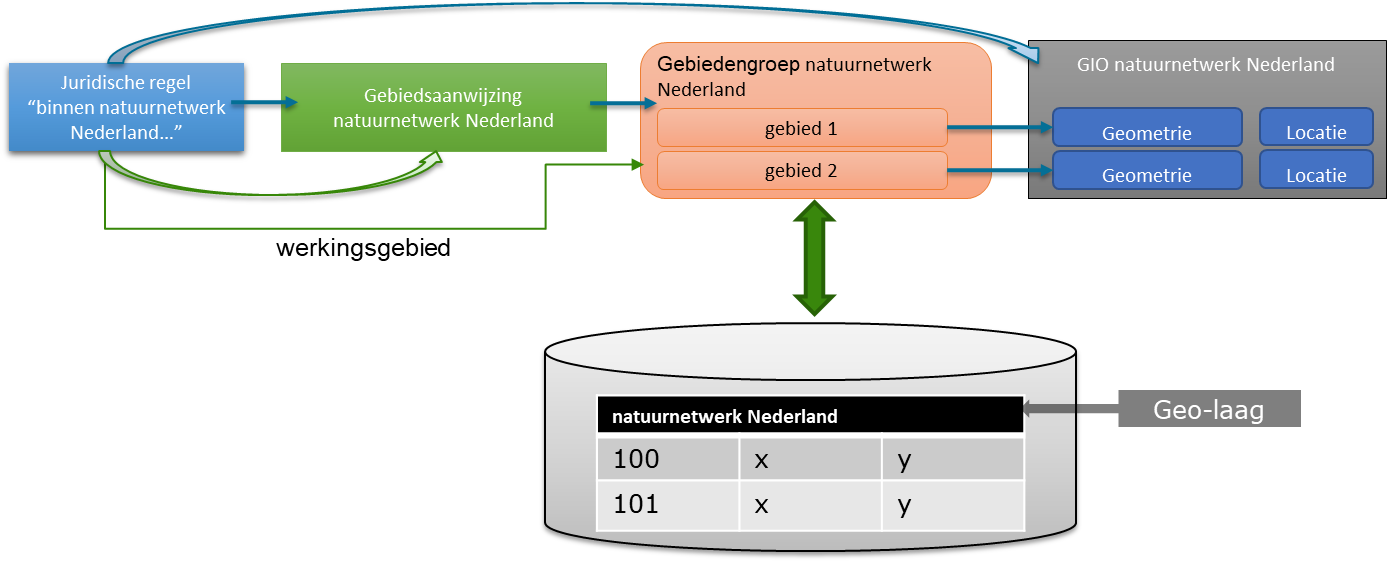 Juridische regel
“binnen natuurnetwerk
Nederland...”
Gebiedsaanwijzing
natuurnetwerk Nederland
Gebiedengroep natuurnetwerk
Nederland
gebied 1
gebied 2
GIO natuurnetwerk Nederland
Geometrie
Locatie
Geometrie
Locatie
werkingsgebied
natuurnetwerk Nederland
100 x y
101 x y
Geo-laag